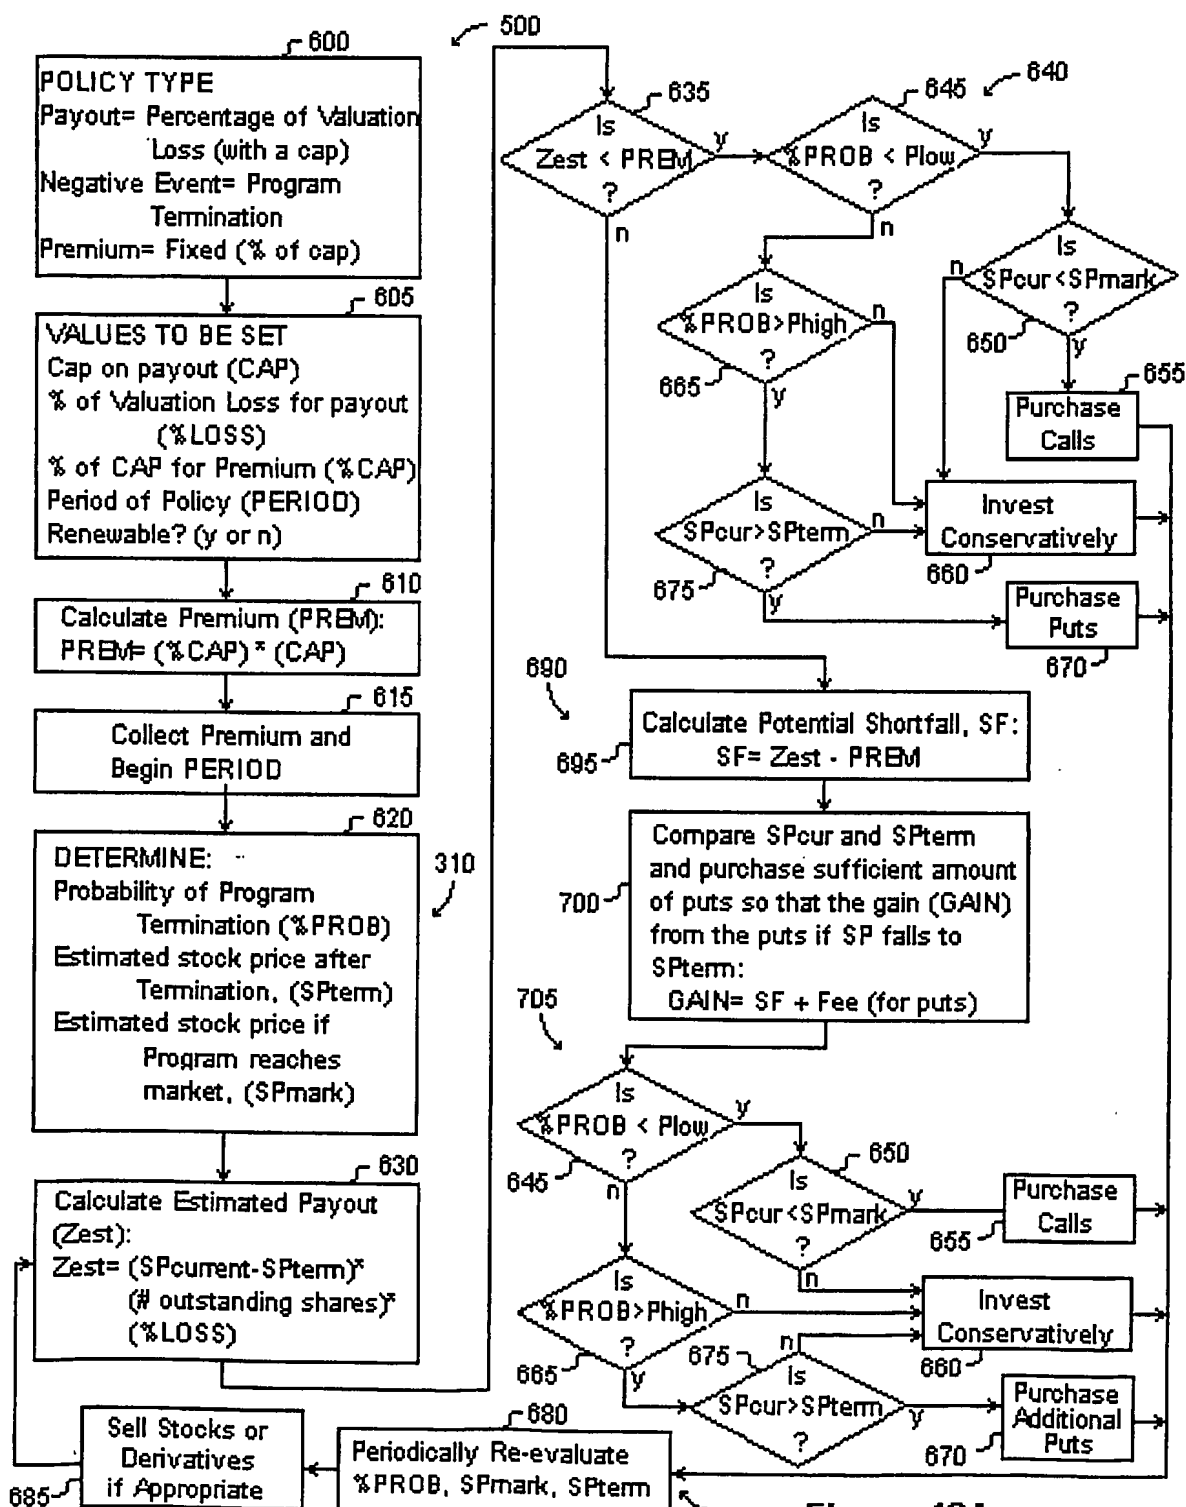 500
600
POLICY TYPE
Payout= Percentage of Valuation
Loss (with a cap)
Negative Event= Program
Termination
Premium= Fixed (% of cap)
605
VALUES TO BE SET
Cap on payout (CAP)
% of Valuation Loss for payout
(%LOSS)
% of CAP for Premium (%CAP)
Period of Policy (PERIOD)
Renewable? (y or n)
610
Calculate Premium (PREM):
PREM= (%CAP) * (CAP)
615
Collect Premium and
Begin PERIOD
620
DETERMINE:
Probability of Program
Termination (%PROB)
Estimated stock price after
Termination, (SPterm)
Estimated stock price if
Program reaches
market, (SPmark)
310
630
Calculate Estimated Payout
(Zest):
Zest= (SPcurrent-SPterm)*
(# outstanding shares)*
(%LOSS)
635
Is
Zest < PREM
?
y
n
640
645
Is
%PROB < Plow
?
y
n
Is
SPcur<SPmark
?
n
y
650
655
Purchase
Calls
Is
%PROB>Phigh
?
n
y
665
Is
SPcur>SPterm
?
n
y
675
Invest
Conservatively
660
Purchase
Puts
670
690
Calculate Potential Shortfall, SF:
SF= Zest - PREM
695
Compare SPcur and SPterm
and purchase sufficient amount
of puts so that the gain (GAIN)
from the puts if SP falls to
SPterm:
GAIN= SF + Fee (for puts)
700
705
Is
%PROB < Plow
?
y
n
645
650
Is
SPcur<SPmark
?
y
n
Purchase
Calls
655
Is
%PROB>Phigh
?
n
y
665
Invest
Conservatively
660
675
n
Is
SPcur>SPterm
?
y
Purchase
Additional
Puts
670
680
Periodically Re-evaluate
%PROB, SPmark, SPterm
Sell Stocks or
Derivatives
if Appropriate
685